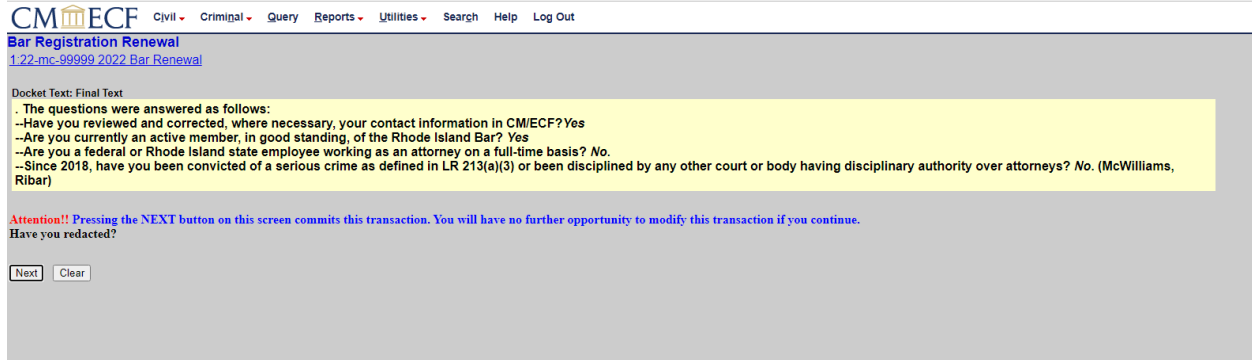 CM ECF Civil Criminal Query Reports Utilities Search Help Log Out
Bar Registration Renewal
1:22-mc-99999 2022 Bar Renewal
Docket Text: Final Text
. The questions were answered as follows:
--Have you reviewed and corrected, where necessary, your contact information in CM/ECF?Yes
--Are you currently an active member, in good standing, of the Rhode Island Bar? Yes
--Are you a federal or Rhode Island state employee working as an attorney on a full-time basis? No.
--Since 2018, have you been convicted of a serious crime as defined in LR 213(a)(3) or been disciplined by any other court or body having disciplinary authority over attorneys? No. (McWilliams,
Ribar)
Attention!! Pressing the NEXT button on this screen commits this transaction. You will have no further opportunity to modify this transaction if you continue.
Have you redacted?
Next Clear